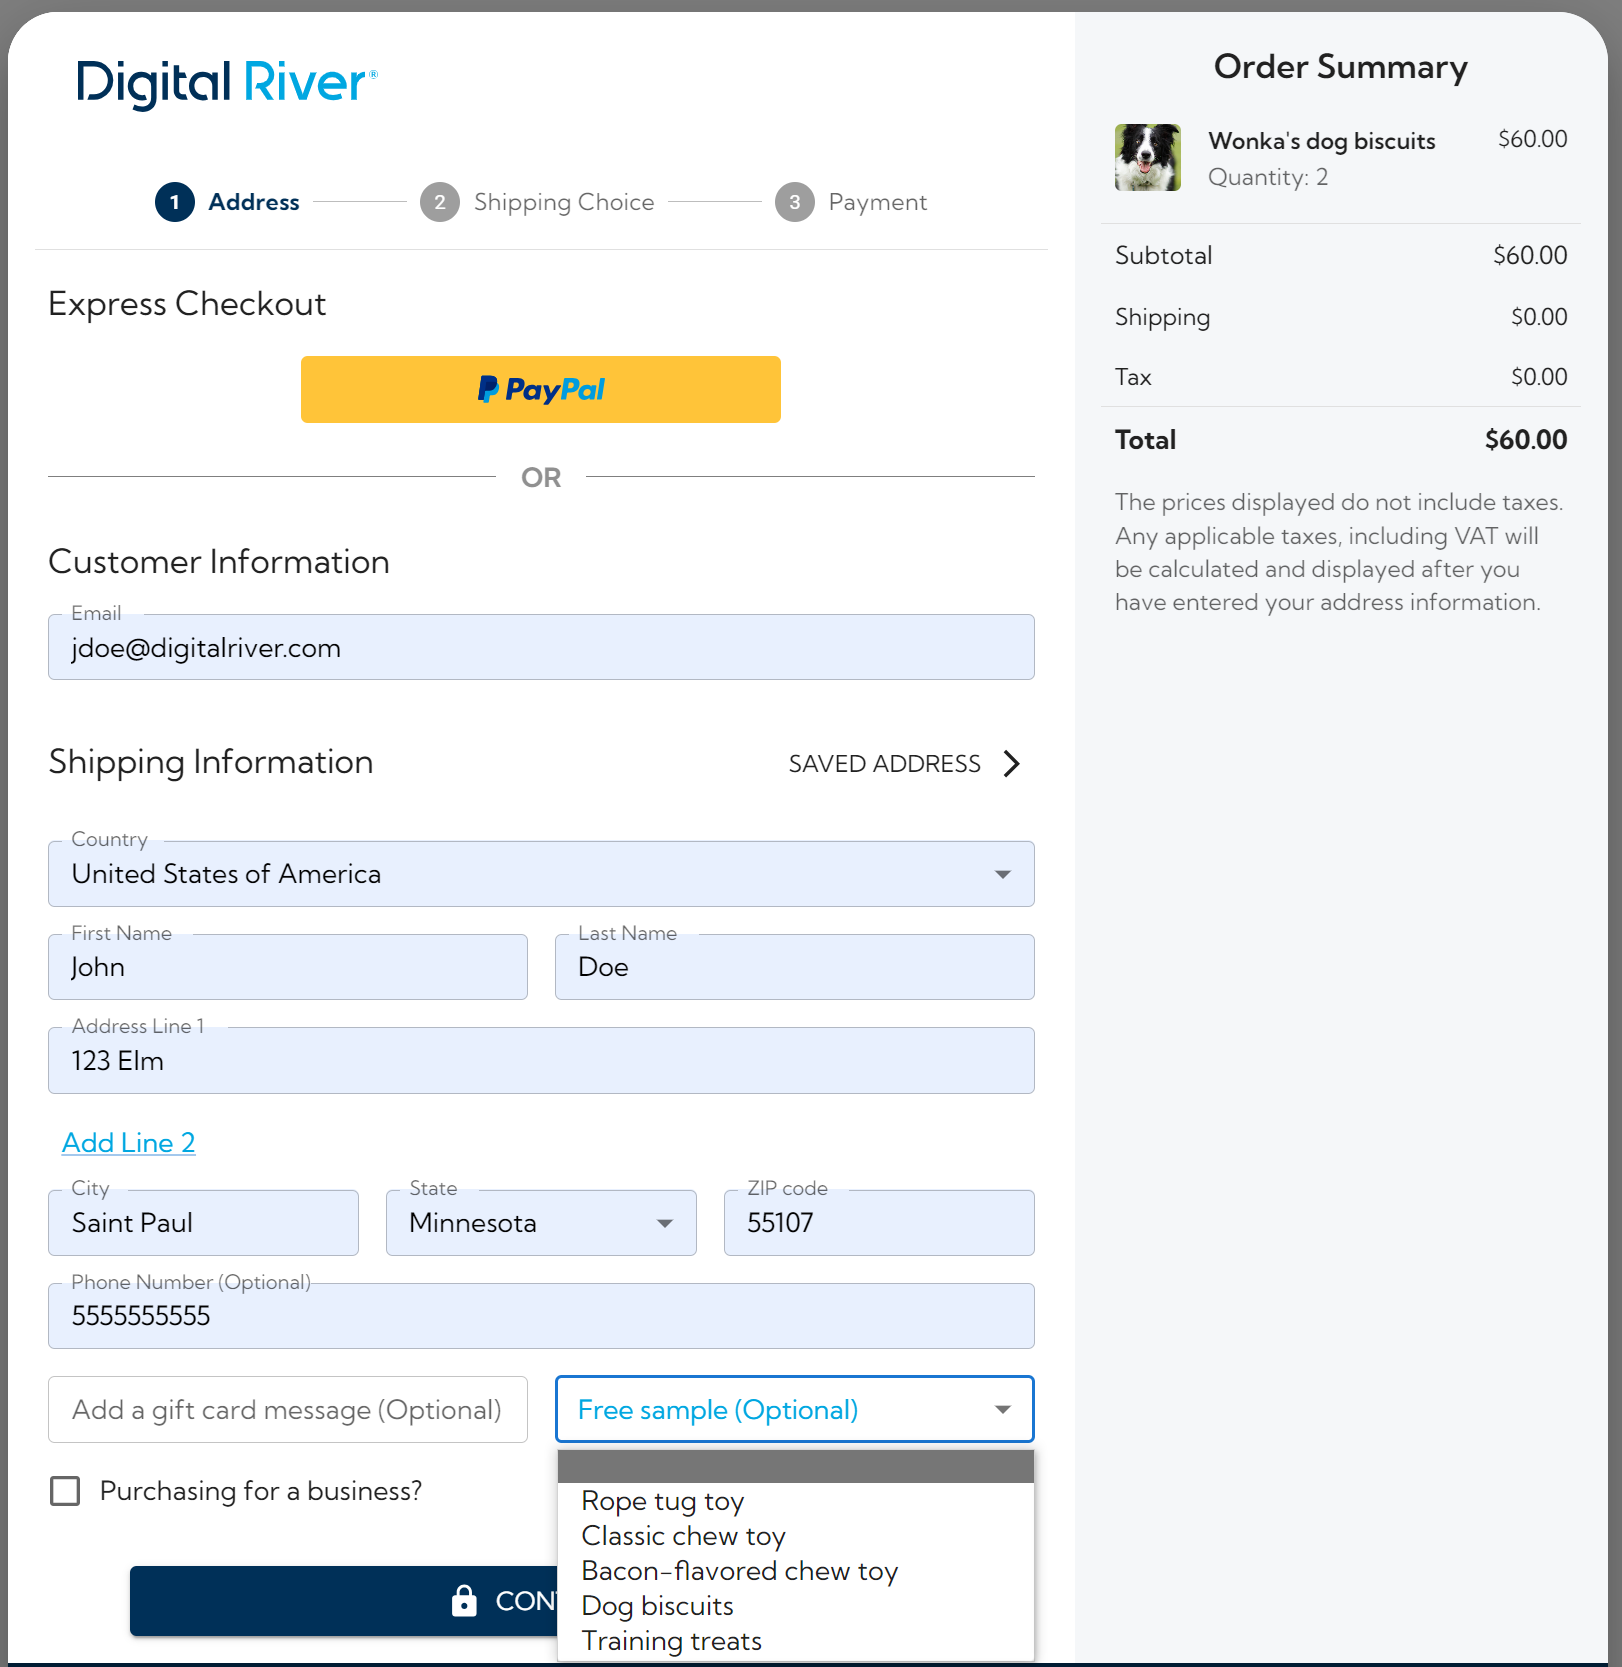 Digital River®
1 Address
2 Shipping Choice
3 Payment
Express Checkout
PayPal
OR
Customer Information
Email
jdoe@digitalriver.com
Shipping Information
SAVED ADDRESS
Country
United States of America
First Name
John
Last Name
Doe
Address Line 1
123 Elm
Add Line 2
City
Saint Paul
State
Minnesota
ZIP code
55107
Phone Number (Optional)
5555555555
Add a gift card message (Optional)
Free sample (Optional)
Rope tug toy
Classic chew toy
Bacon-flavored chew toy
Dog biscuits
Training treats
Purchasing for a business?
CON
Order Summary
Wonka's dog biscuits
$60.00
Quantity: 2
Subtotal
$60.00
Shipping
$0.00
Tax
$0.00
Total
$60.00
The prices displayed do not include taxes.
Any applicable taxes, including VAT will
be calculated and displayed after you
have entered your address information.